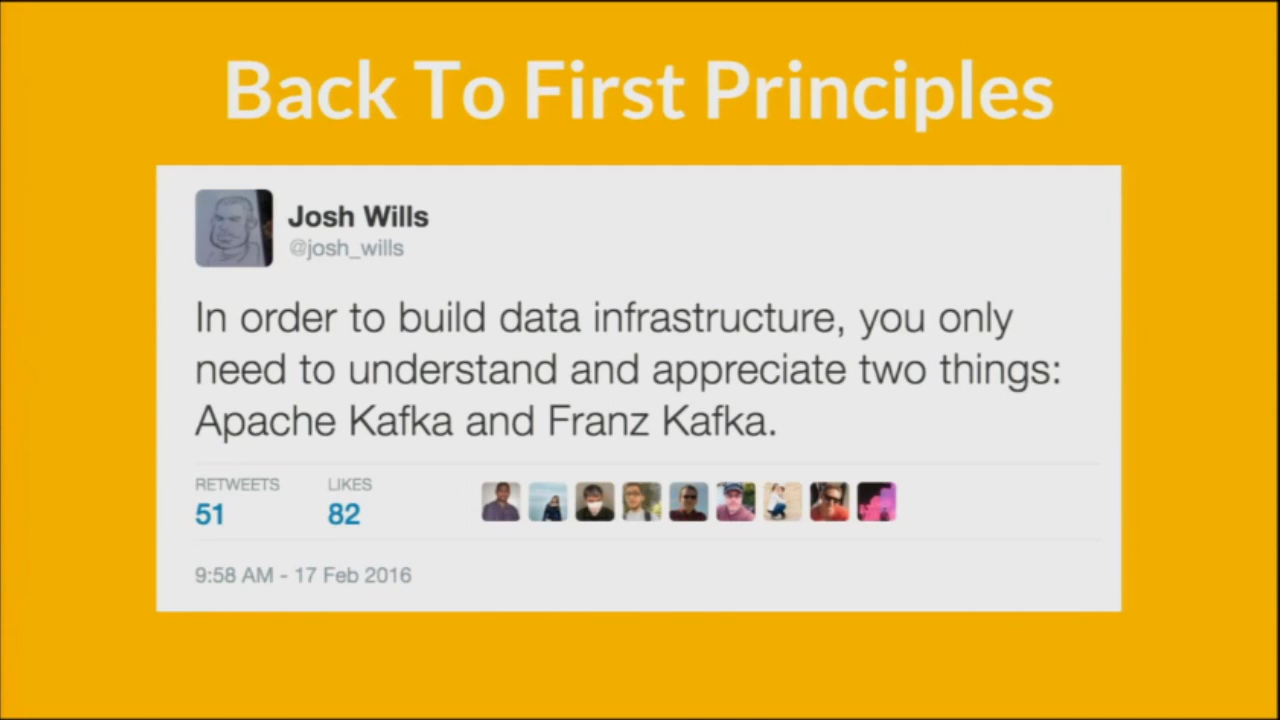 Back To First Principles
Josh Wills
@josh_wills
In order to build data infrastructure, you only
need to understand and appreciate two things:
Apache Kafka and Franz Kafka.
RETWEETS LIKES
51 82
9:58 AM - 17 Feb 2016